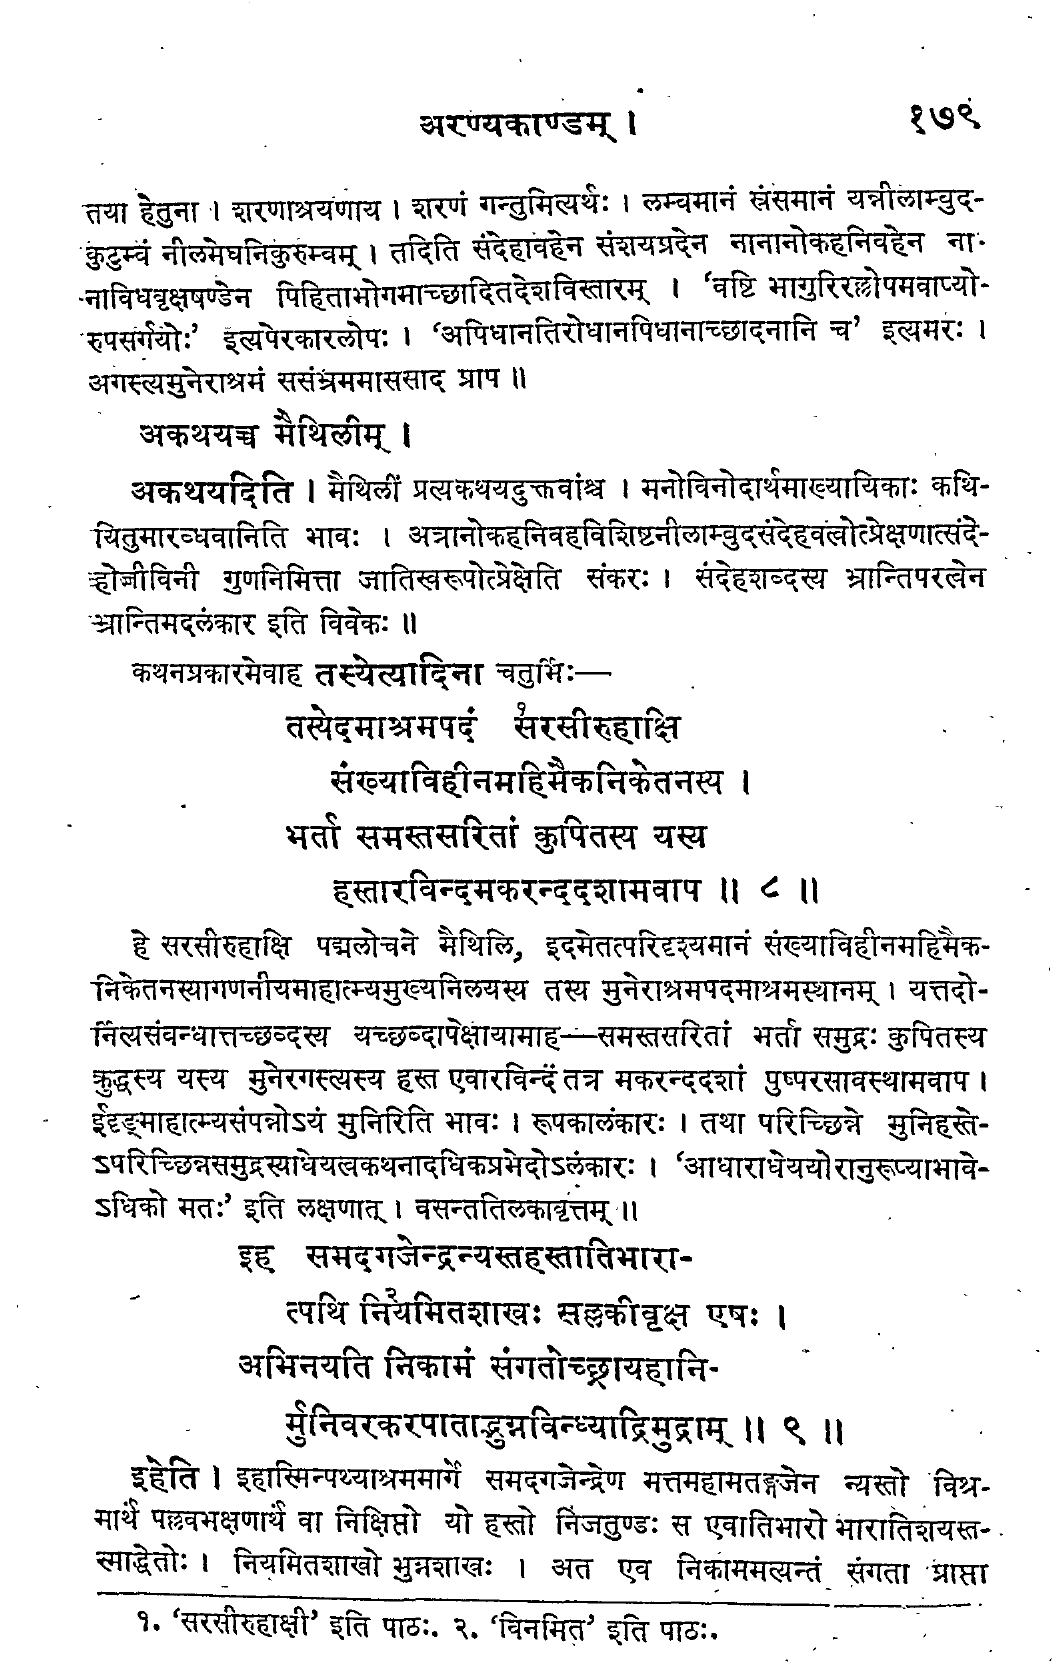 अरण्यकाण्डम् । १७९
तया हेतुना । शरणाश्रयणाय । शरणं गन्तुमित्यर्थः । लम्बमानं स्रंसमानं यन्नीलाम्बुद-
कुटुम्बं नीलमेघनिकुरुम्बम् । तदिति संदेहावहेन संशयप्रदेन नानानोकहनिवहेन ना-
नाविधवृक्षषण्डेन पिहिताभोगमाच्छादितदेशविस्तारम् । ‘वष्टि भागुरिरल्लोपमवाप्यो-
रुपसर्गयोः’ इत्यपेरकारलोपः । ‘अपिधानतिरोधानपिधानाच्छादनानि च’ इत्यमरः ।
अगस्त्यमुनेराश्रमं ससंभ्रममाससाद प्राप ॥
अकथयच्च मैथिलीम् ।
अकथयदिति । मैथिलीं प्रत्यकथयदुक्तवांश्च । मनोविनोदार्थमाख्यायिकाः कथि-
यितुमारब्धवानिति भावः । अत्रानोकहनिवहविशिष्टनीलाम्बुदसंदेहवत्त्वोत्प्रेक्षणात्संदे-
होज्जीविनी गुणनिमित्ता जातिस्वरूपोत्प्रेक्षेति संकरः । संदेहशब्दस्य भ्रान्तिपरत्वेन
भ्रान्तिमदलंकार इति विवेकः ॥
कथनप्रकारमेवाह तस्येत्यादिना चतुर्भिः—
तस्येदमाश्रमपदं १सरसीरुहाक्षि
संख्याविहीनमहिमैकनिकेतनस्य ।
भर्ता समस्तसरितां कुपितस्य यस्य
हस्तारविन्दमकरन्ददशामवाप ॥ ८ ॥
हे सरसीरुहाक्षि पद्मलोचने मैथिलि, इदमेतत्परिदृश्यमानं संख्याविहीनमहिमैक-
निकेतनस्यागणनीयमाहात्म्यमुख्यनिलयस्य तस्य मुनेराश्रमपदमाश्रमस्थानम् । यत्तदो-
र्नित्यसंबन्धात्तच्छब्दस्य यच्छब्दापेक्षायामाह—समस्तसरितां भर्ता समुद्रः कुपितस्य
क्रुद्धस्य यस्य मुनेरगस्त्यस्य हस्त एवारविन्दं तत्र मकरन्ददशां पुष्परसावस्थामवाप ।
ईदृङ्माहात्म्यसंपन्नोऽयं मुनिरिति भावः । रूपकालंकारः । तथा परिच्छिन्ने मुनिहस्ते-
ऽपरिच्छिन्नसमुद्रस्याधेयत्वकथनादधिकप्रभेदोऽलंकारः । ‘आधाराधेययोरानुरूप्याभावे-
ऽधिको मतः’ इति लक्षणात् । वसन्ततिलकावृत्तम् ॥
इह समदगजेन्द्रन्यस्तहस्तातिभारा-
त्पथि २नियमितशाखः सल्लकीवृक्ष एषः ।
अभिनयति निकामं संगतोच्छ्रायहानि-
र्मुनिवरकरपाताद्भुग्नविन्ध्याद्रिमुद्राम् ॥ ९ ॥
इहेति । इहास्मिन्पथ्याश्रममार्गे समदगजेन्द्रेण मत्तमहामतङ्गजेन न्यस्तो विश्र-
मार्थं पल्लवभक्षणार्थं वा निक्षिप्तो यो हस्तो निजतुण्डः स एवातिभारो भारातिशयस्त-
स्माद्धेतोः । नियमितशाखो भुग्नशाखः । अत एव निकाममत्यन्तं संगता प्राप्ता
१. ‘सरसीरुहाक्षी’ इति पाठः. २. ‘विनमित’ इति पाठः.